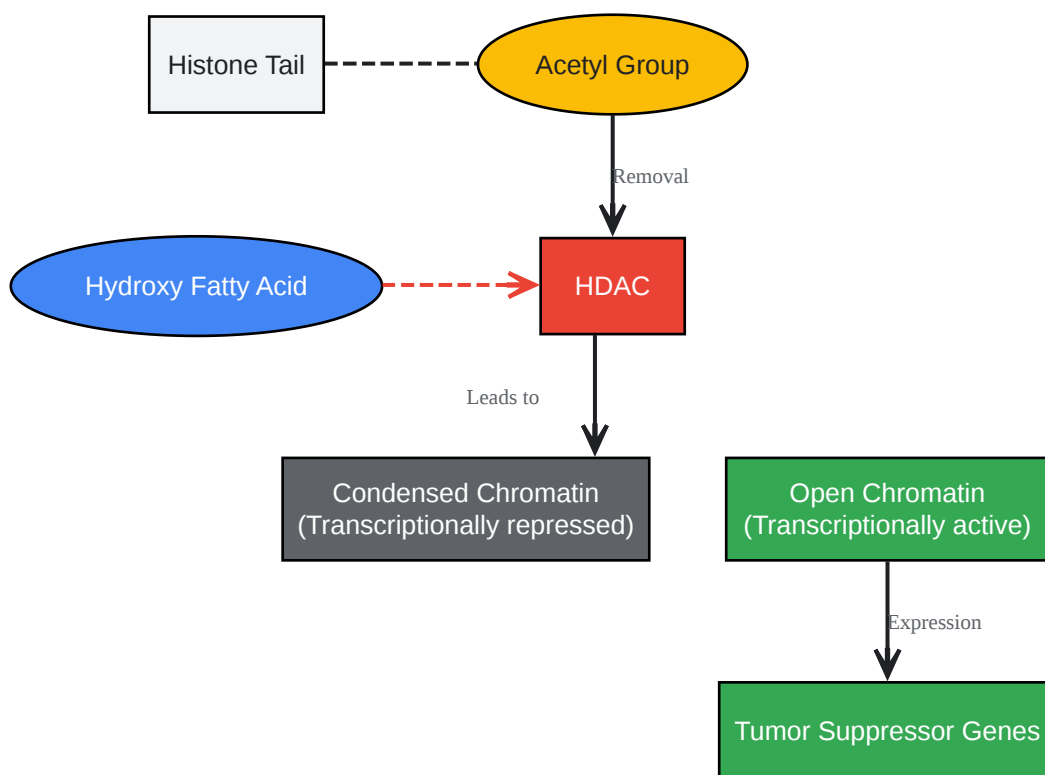 Histone Tail
Acetyl Group
Removal
Hydroxy Fatty Acid
HDAC
Leads to
Condensed Chromatin
(Transcriptionally repressed)
Open Chromatin
(Transcriptionally active)
Expression
Tumor Suppressor Genes